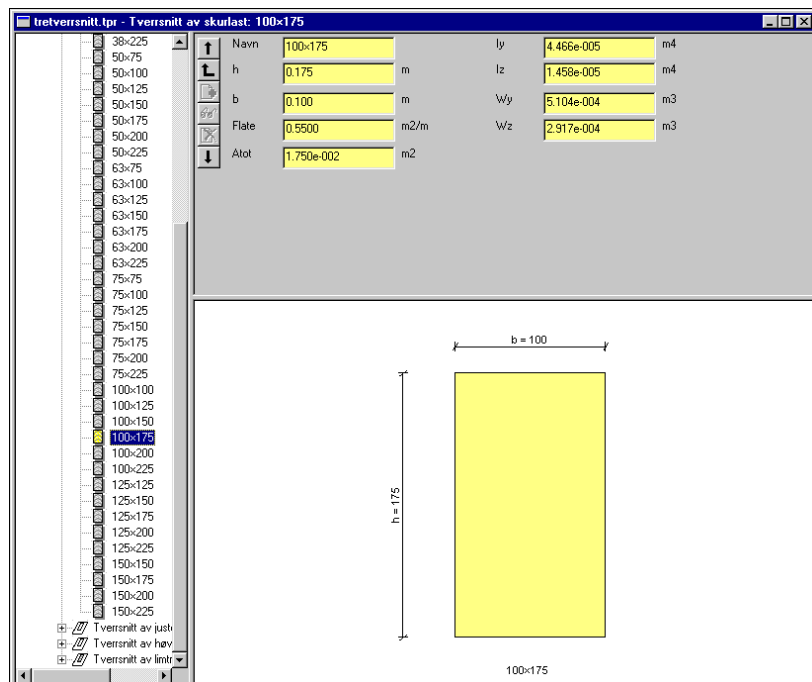 tretverrsnitt.tpr - Tverrsnitt av skurlast: 100×175
38×225
50×75
50×100
50×125
50×150
50×175
50×200
50×225
63×75
63×100
63×125
63×150
63×175
63×200
63×225
75×75
75×100
75×125
75×150
75×175
75×200
75×225
100×100
100×125
100×150
100×175
100×200
100×225
125×125
125×150
125×175
125×200
125×225
150×150
150×175
150×200
150×225
Tverrsnitt av juste
Tverrsnitt av høv
Tverrsnitt av limtr
Navn 100×175
h 0.175 m
b 0.100 m
Flate 0.5500 m2/m
Atot 1.750e-002 m2
Iy 4.466e-005 m4
Iz 1.458e-005 m4
Wy 5.104e-004 m3
Wz 2.917e-004 m3
b = 100
h = 175
100×175